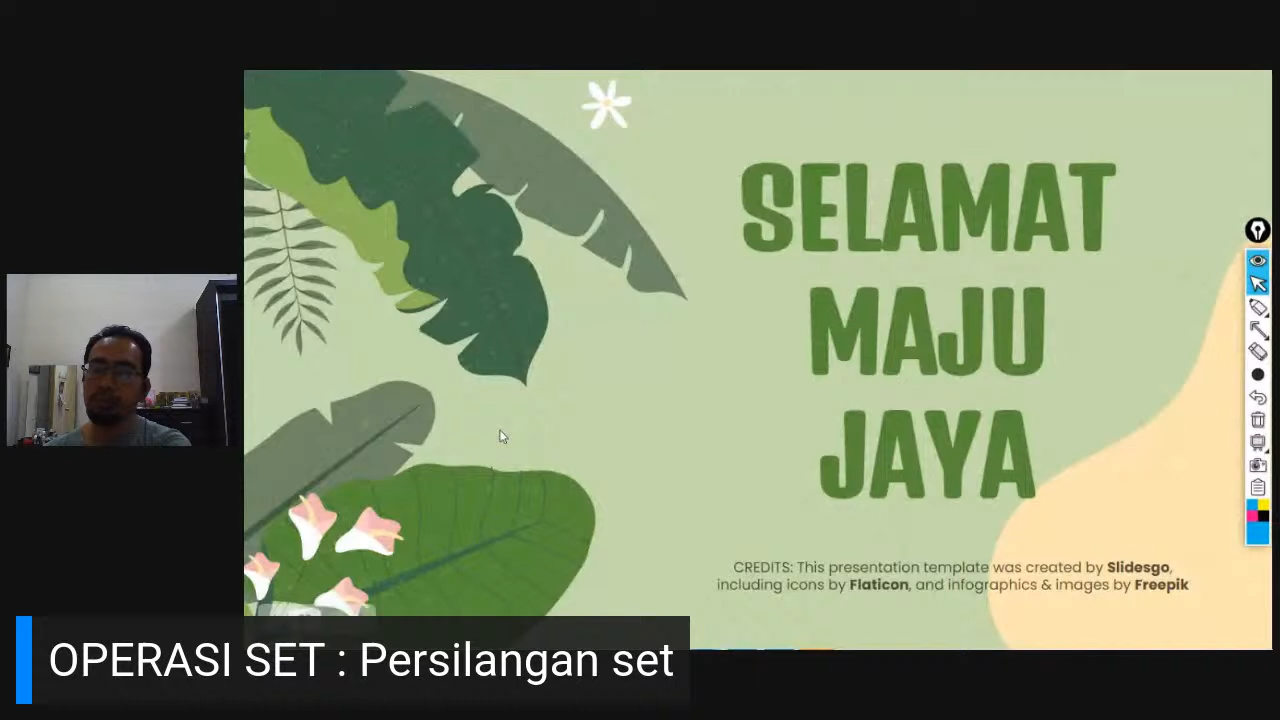 SELAMAT
MAJU
JAYA
CREDITS: This presentation template was created by Slidesgo,
including icons by Flaticon, and infographics & images by Freepik
OPERASI SET : Persilangan set